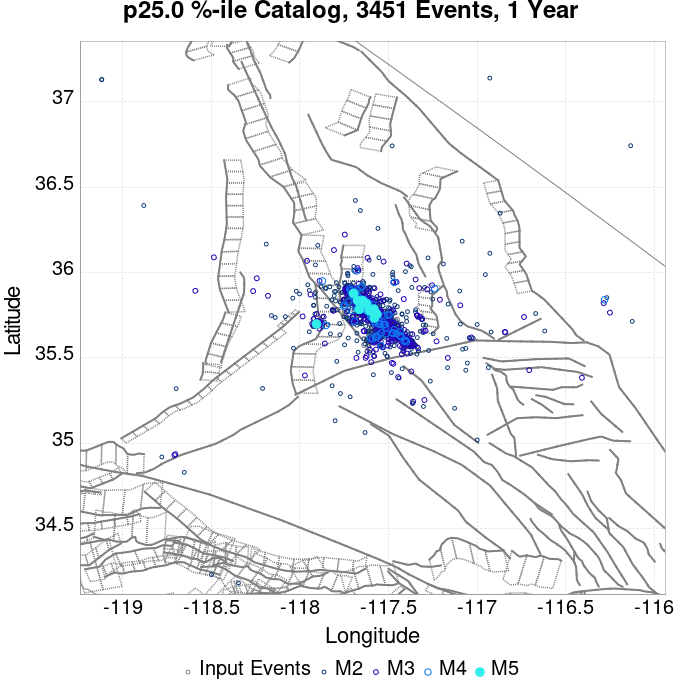 p25.0 %-ile Catalog, 3451 Events, 1 Year
37
36.5
36
35.5
35
34.5
Latitude
-119 -118.5 -118 -117.5 -117 -116.5 -116
Longitude
Input Events M2 M3 M4 M5